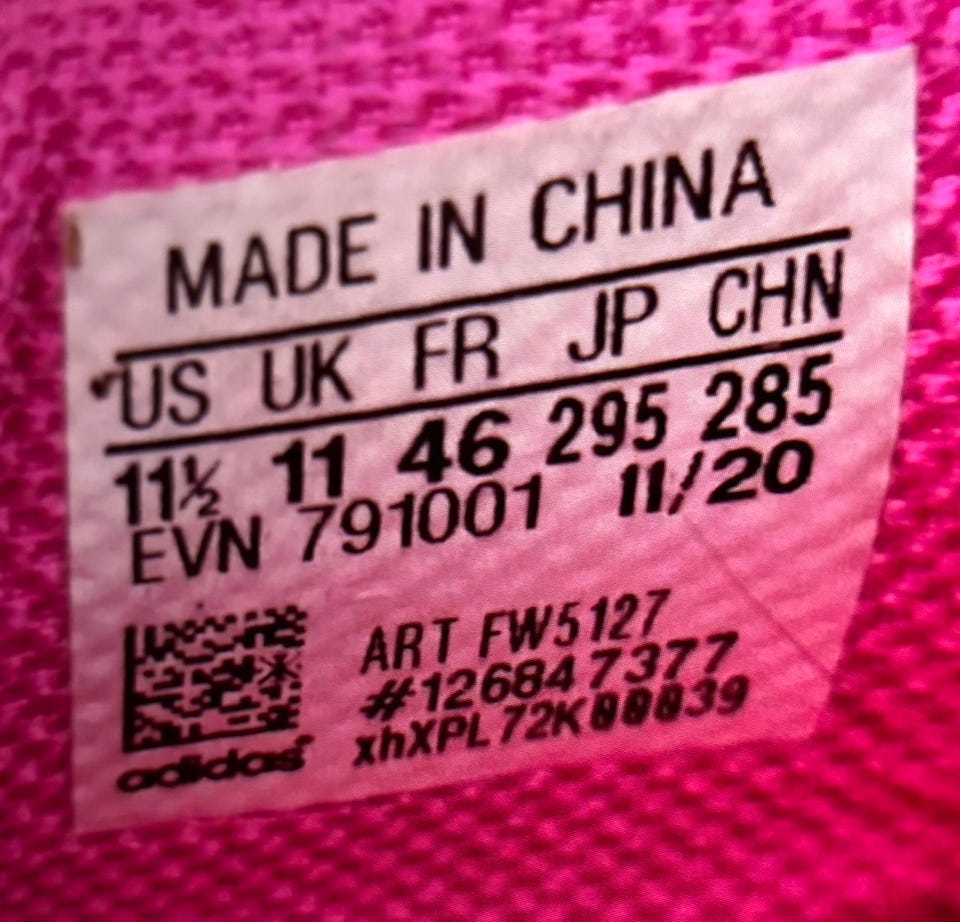 MADE IN CHINA
US UK FR JP CHN
11½ 11 46 295 285
EVN 791001 11/20
ART FW5127
#126847377
xhXPL72K00039
adidas